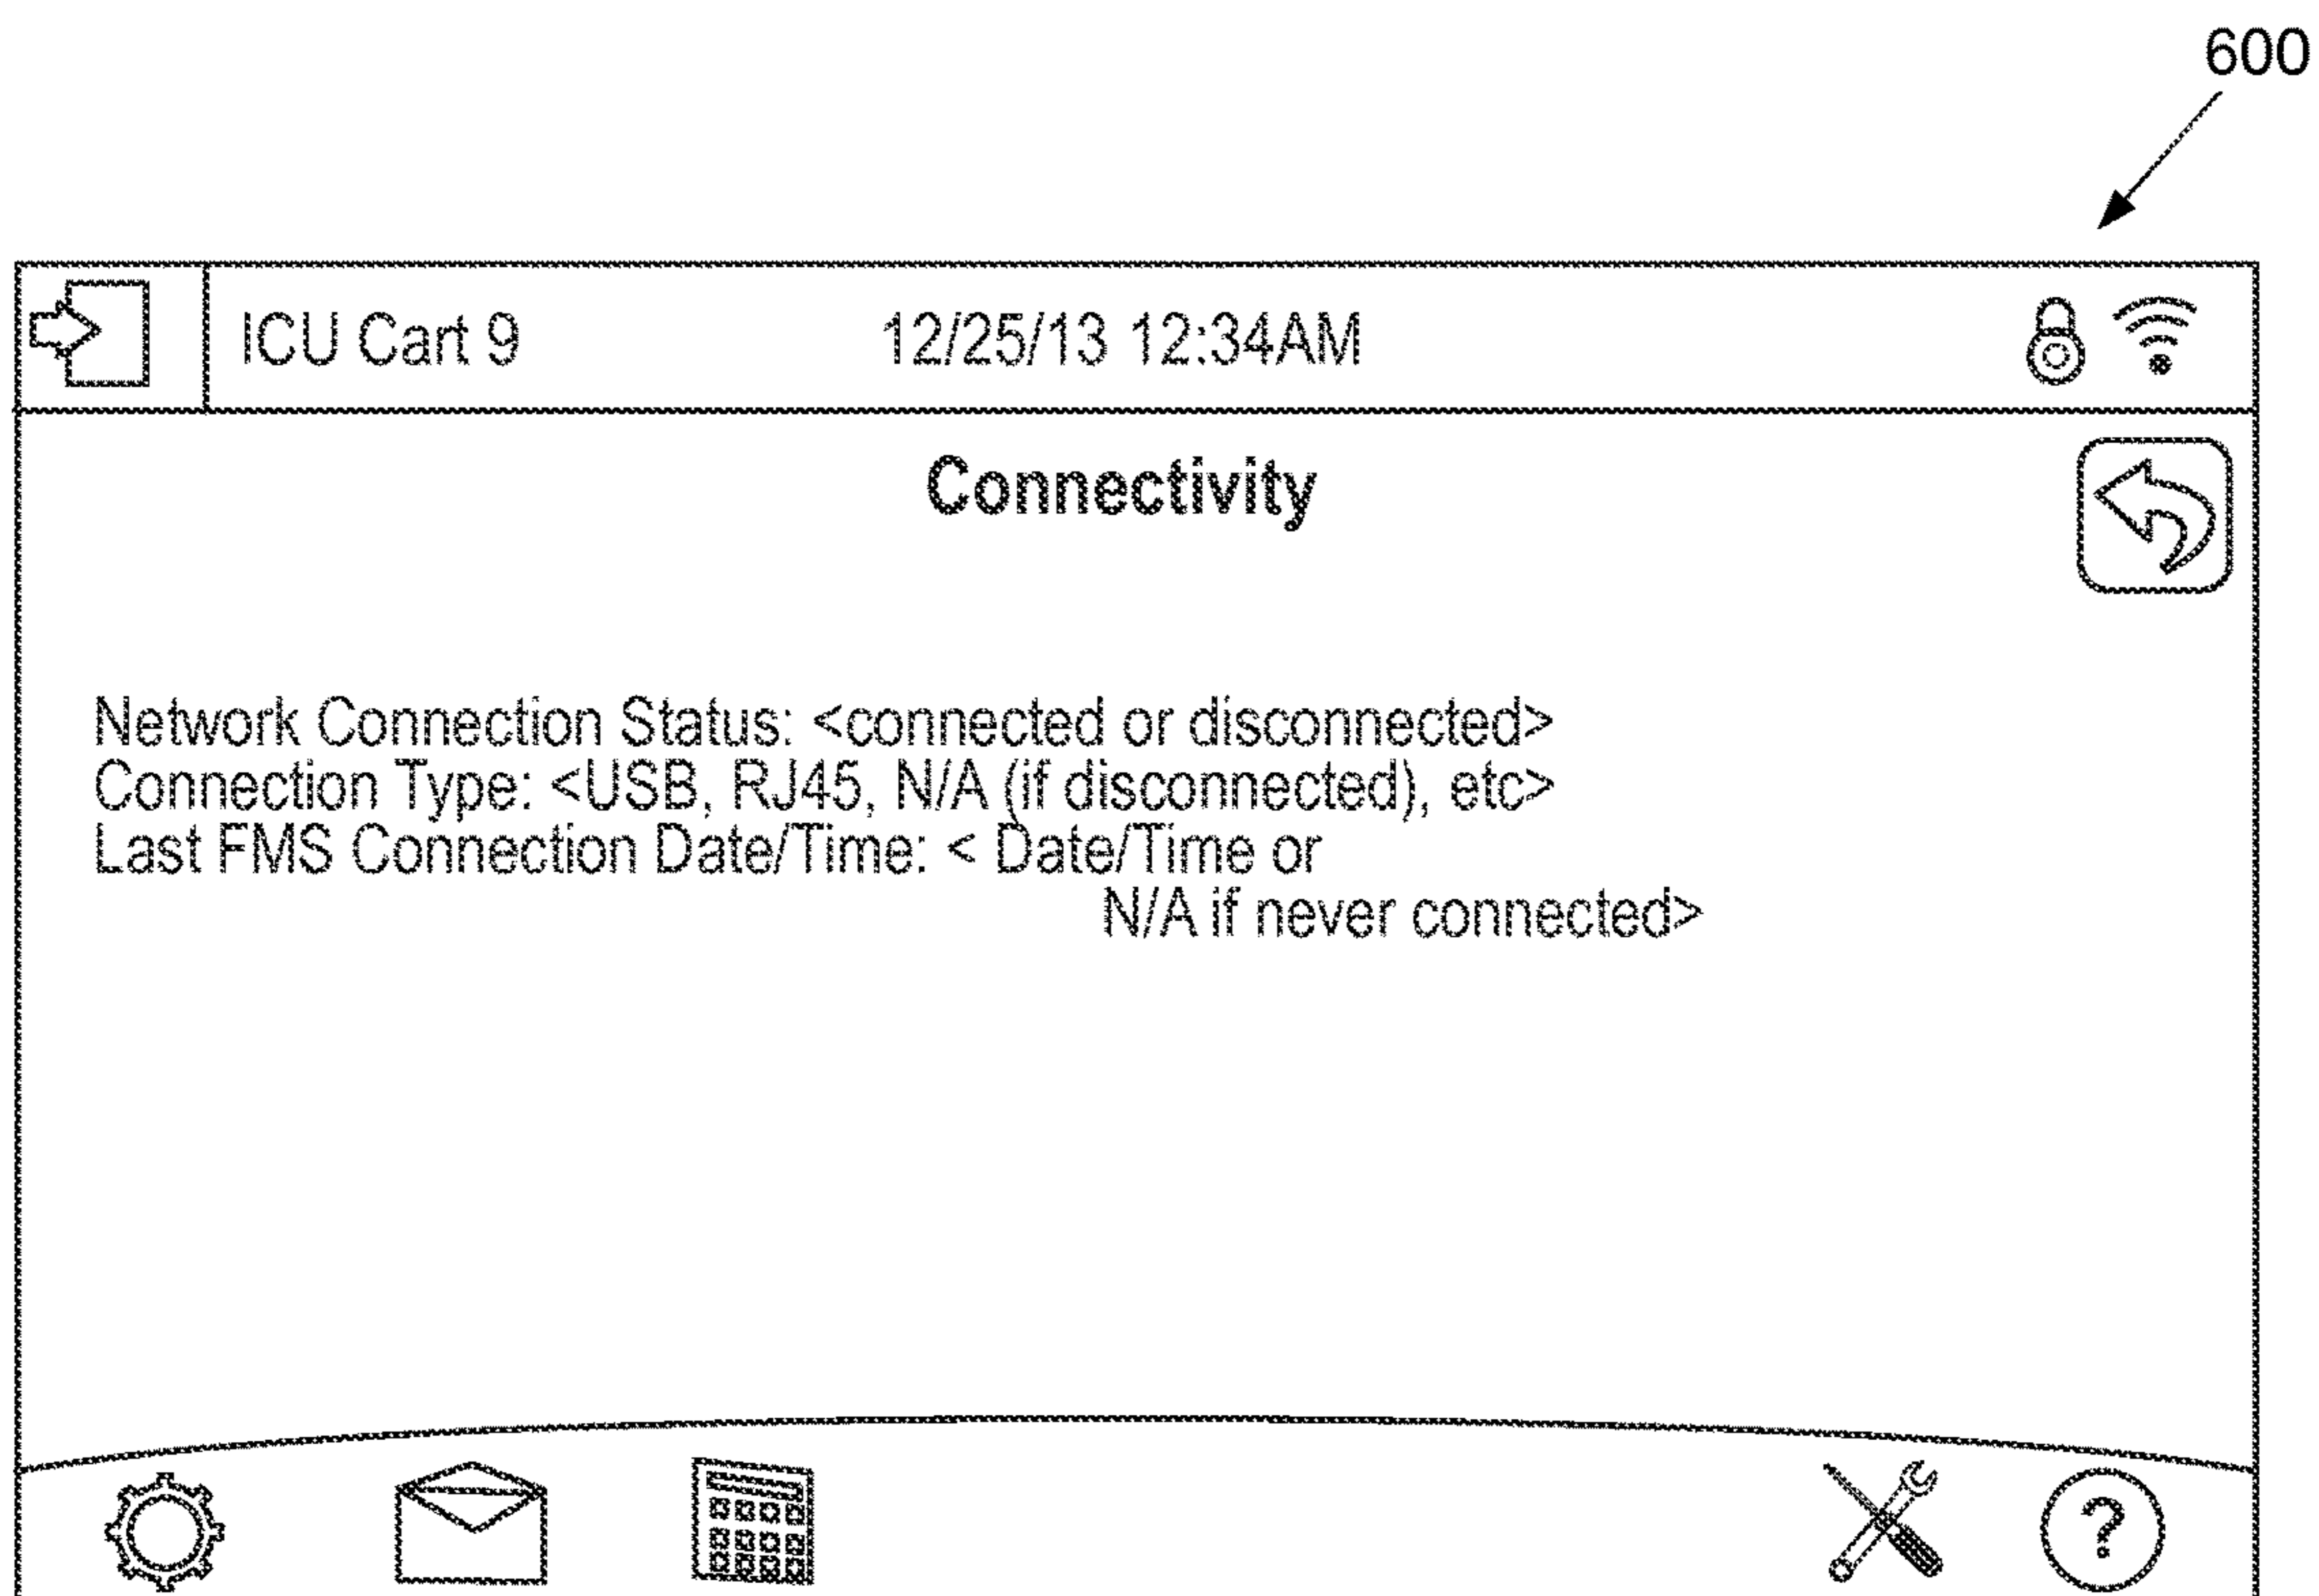 600
ICU Cart 9 12/25/13 12:34AM
Connectivity
Network Connection Status: <connected or disconnected>
Connection Type: <USB, RJ45, N/A (if disconnected), etc>
Last FMS Connection Date/Time: < Date/Time or
N/A if never connected>
?